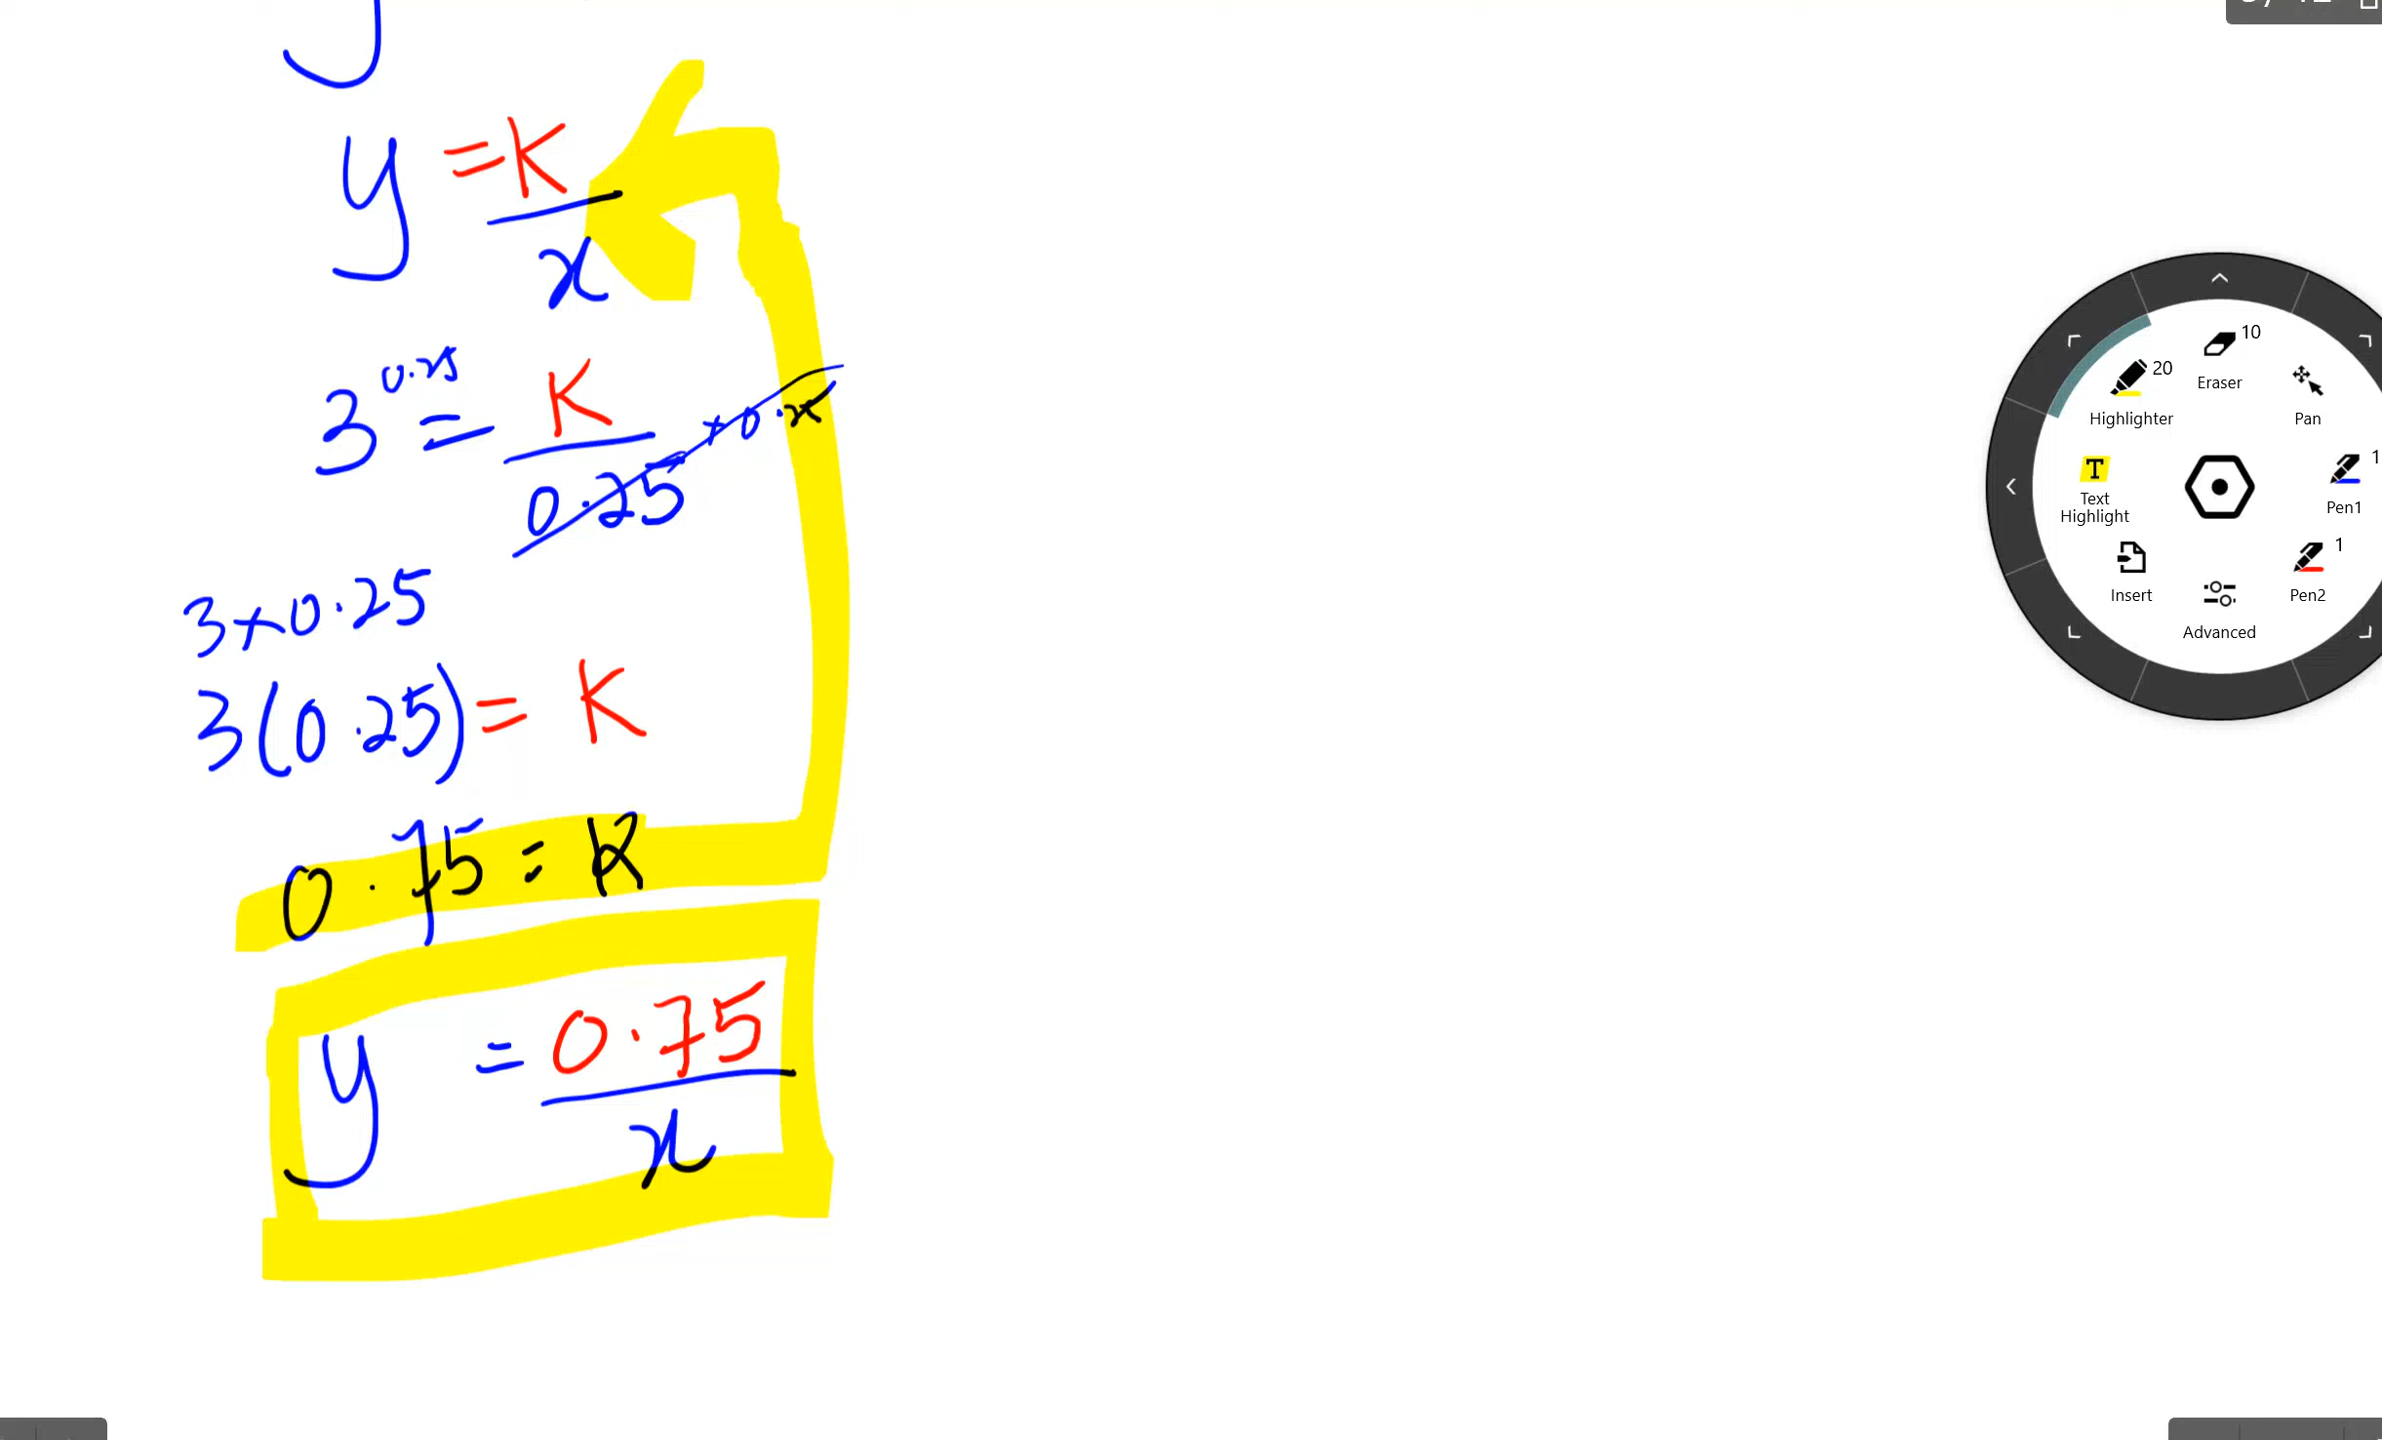 y = K
x
3 0.25 = K
0.25 × 0.25
3 × 0.25
3(0.25) = K
0.75 = K
y = 0.75
x
10
Eraser
20
Highlighter
Pan
T
Text
Highlight
1
Pen1
Insert
1
Pen2
Advanced